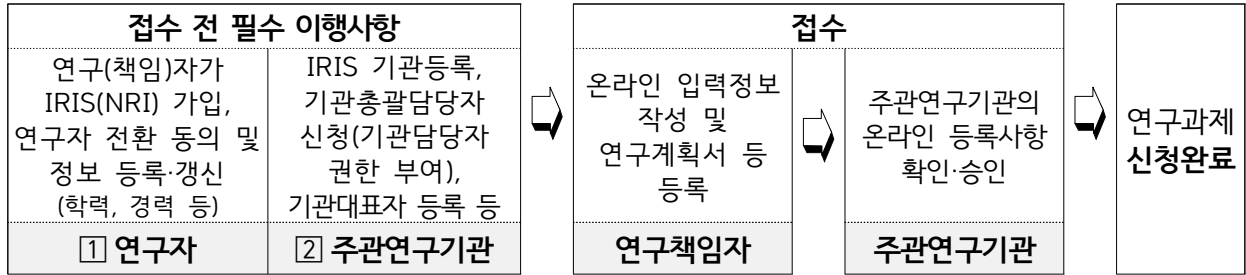 접수 전 필수 이행사항
연구(책임)자가
IRIS(NRI) 가입,
연구자 전환 동의 및
정보 등록·갱신
(학력, 경력 등)
1 연구자
IRIS 기관등록,
기관총괄담당자
신청(기관담당자
권한 부여),
기관대표자 등록 등
2 주관연구기관
접수
온라인 입력정보
작성 및
연구계획서 등
등록
연구책임자
주관연구기관의
온라인 등록사항
확인·승인
주관연구기관
연구과제
신청완료